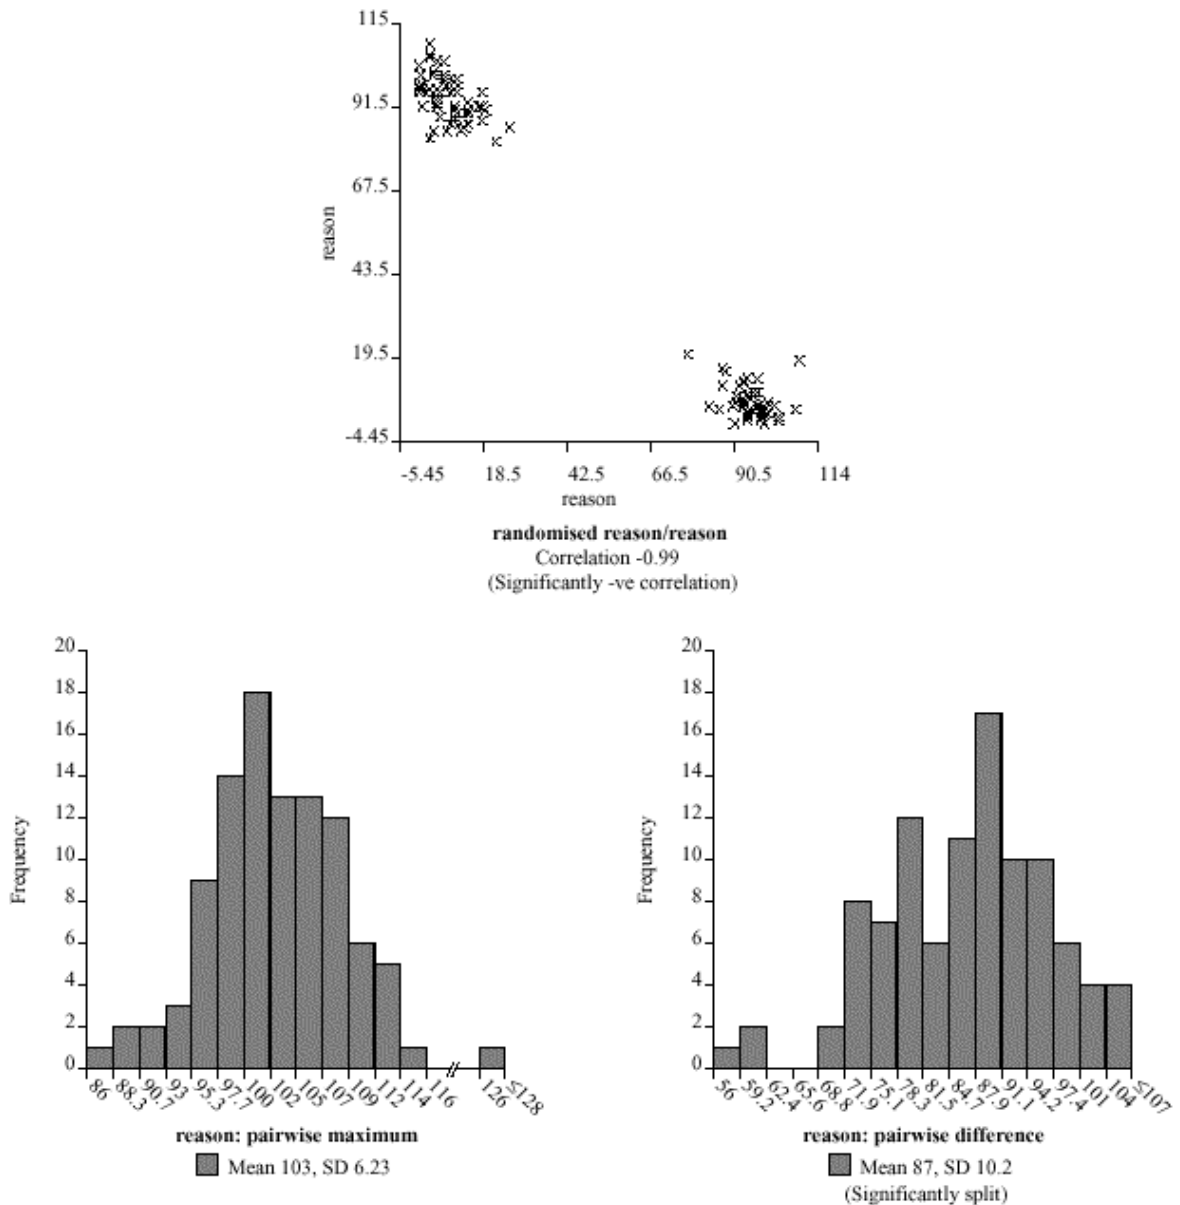 115
91.5
67.5
43.5
19.5
-4.45
reason
-5.45 18.5 42.5 66.5 90.5 114
reason
randomised reason/reason
Correlation -0.99
(Significantly -ve correlation)
20
18
16
14
12
10
8
6
4
2
0
Frequency
86 88.3 90.7 93 95.3 97.7 100 102 105 107 109 112 114 116 126 ≤128
reason: pairwise maximum
Mean 103, SD 6.23
20
18
16
14
12
10
8
6
4
2
0
Frequency
56 59.2 62.4 65.6 68.8 71.9 75.1 78.3 81.5 84.7 87.9 91.1 94.2 97.4 101 104 ≤107
reason: pairwise difference
Mean 87, SD 10.2
(Significantly split)